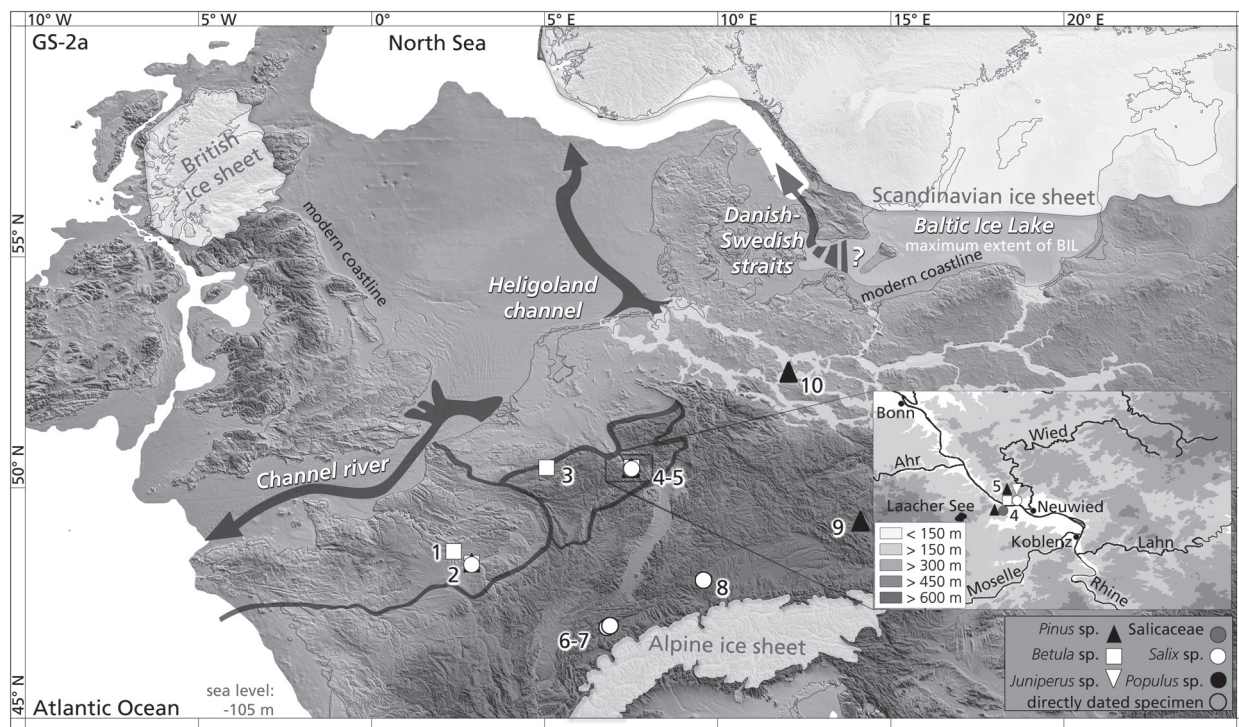 10° W 5° W 0° 5° E 10° E 15° E 20° E
GS-2a
North Sea
British
ice sheet
modern coastline
Scandinavian ice sheet
Baltic Ice Lake
maximum extent of BIL
Danish-
Swedish
straits
?
modern coastline
55° N
Heligoland
channel
10
Channel river
50° N
3
4-5
9
1
2
8
6-7
Alpine ice sheet
45° N
sea level:
-105 m
Atlantic Ocean
Bonn
Wied
Ahr
5
Laacher See
Neuwied
4
Koblenz
Lahn
Moselle
Rhine
< 150 m
> 150 m
> 300 m
> 450 m
> 600 m
Pinus sp. Salicaceae
Betula sp. Salix sp.
Juniperus sp. Populus sp.
directly dated specimen